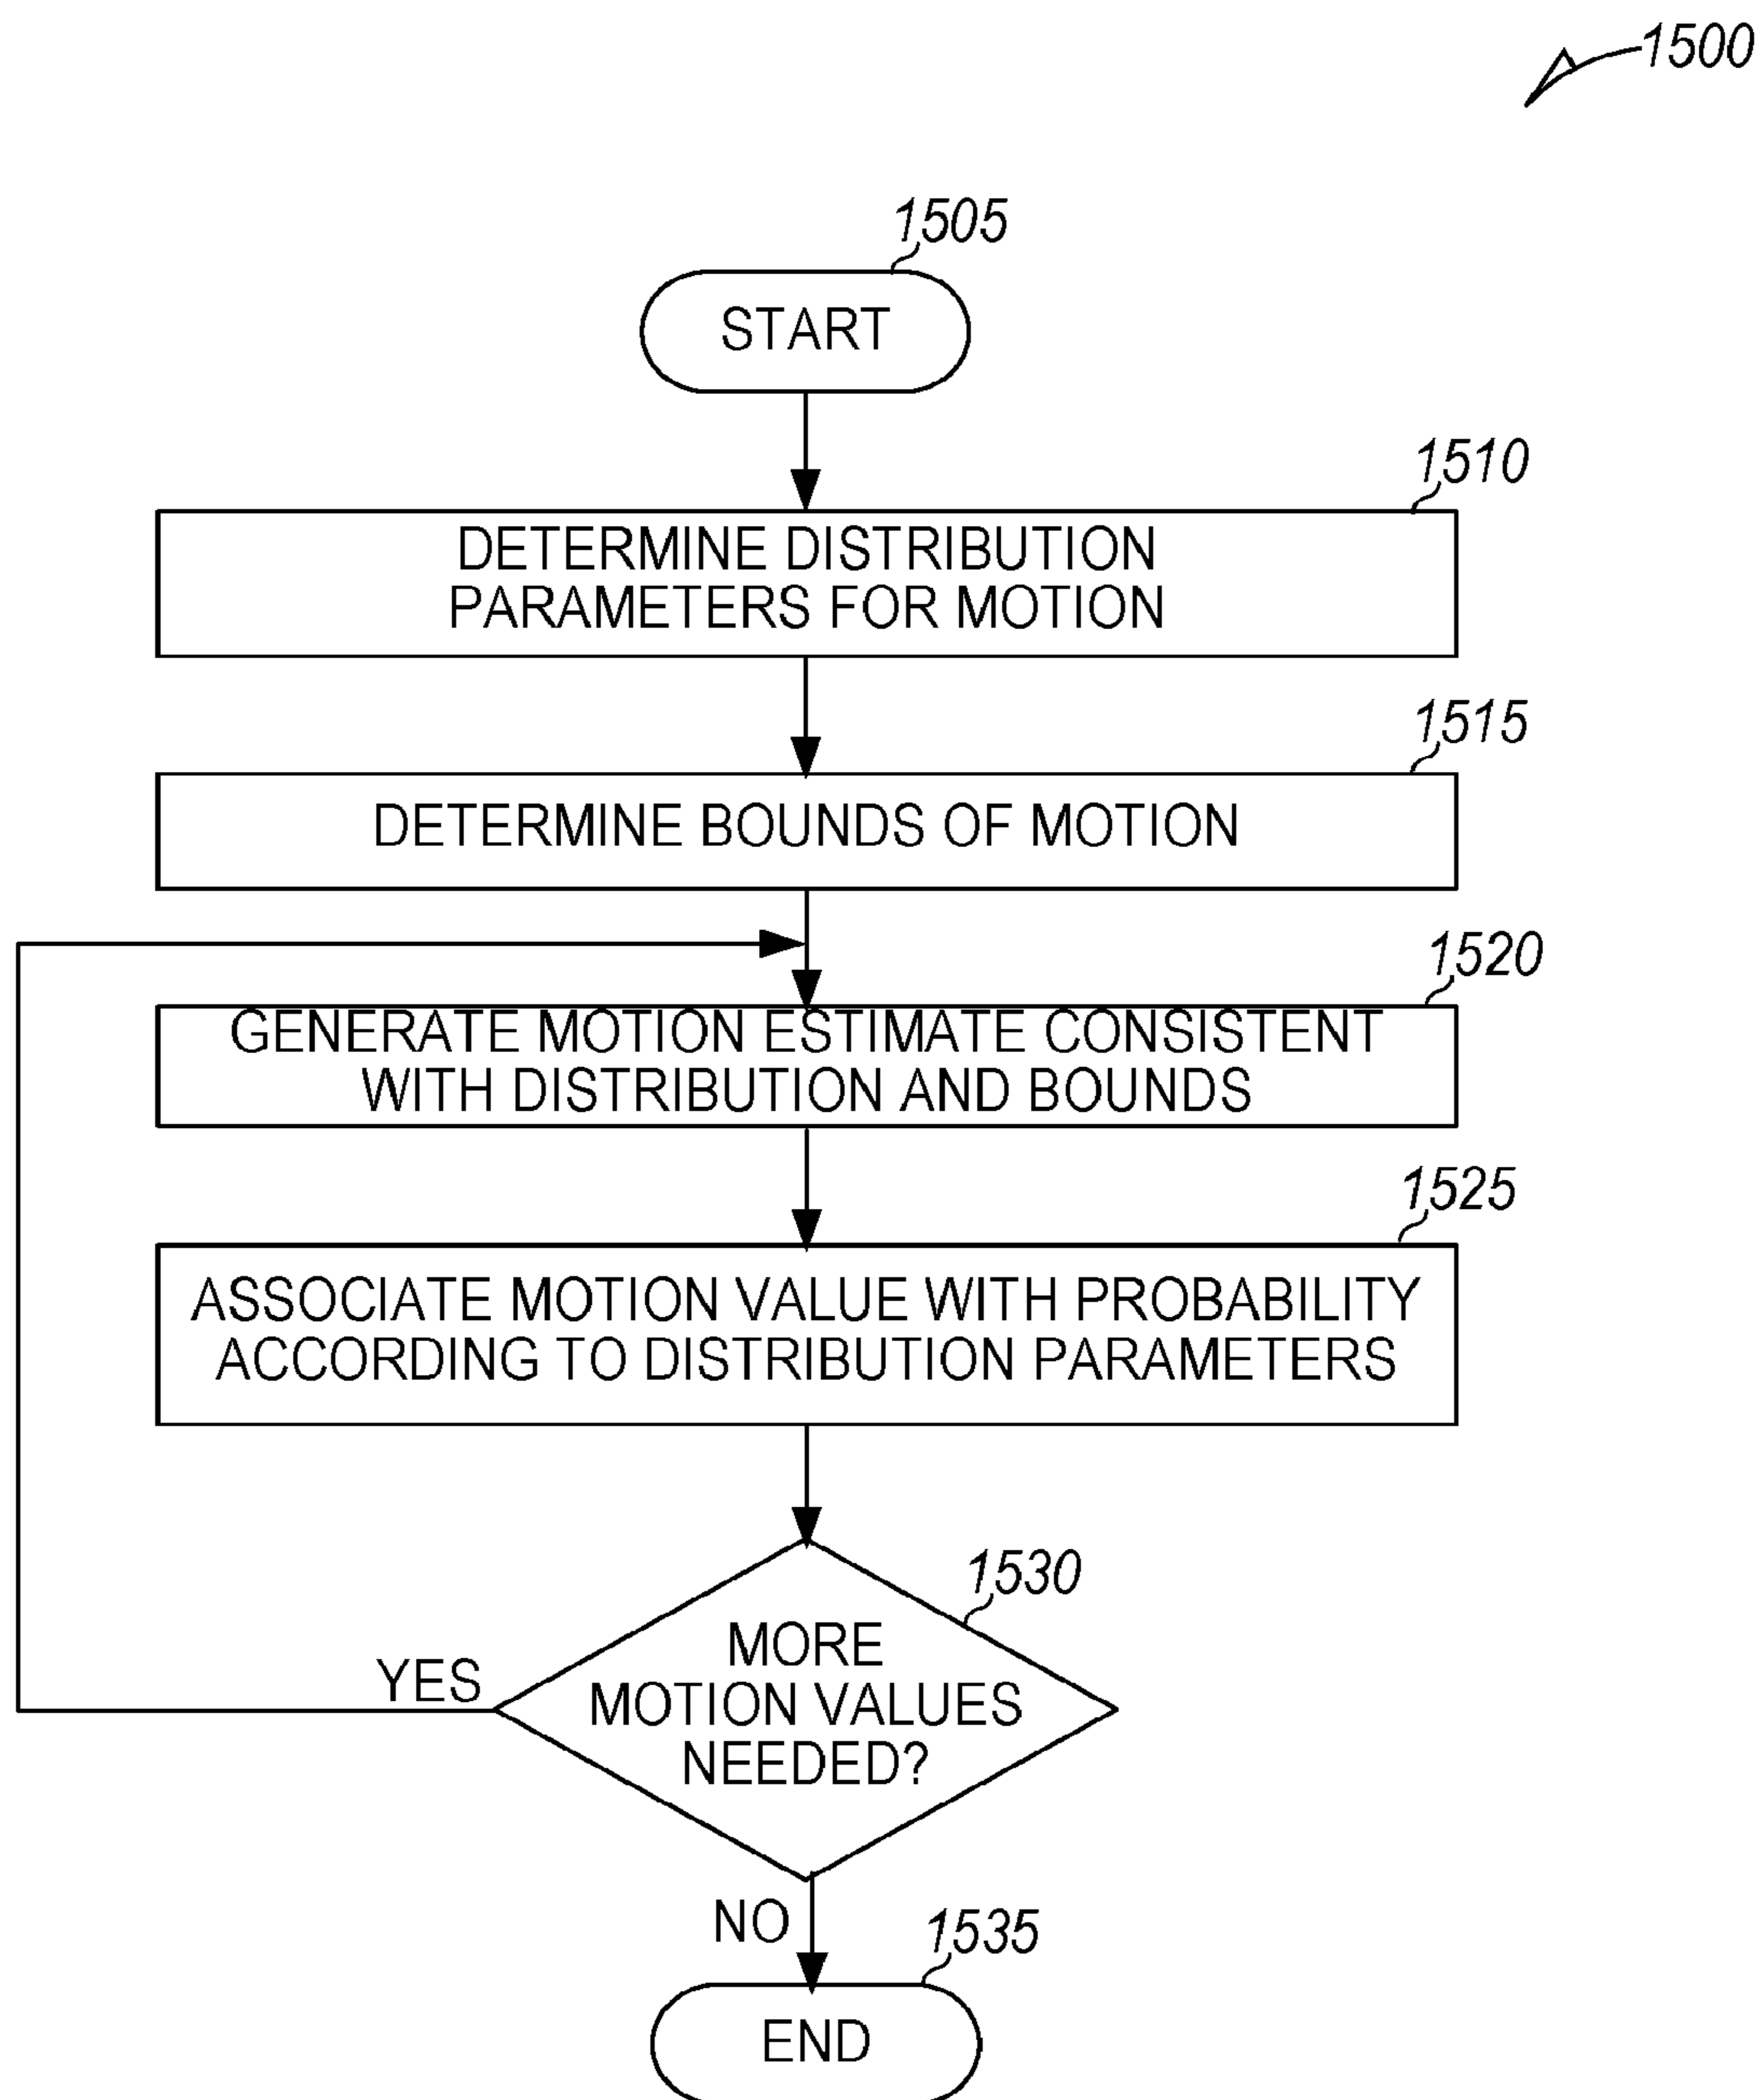 1500
1505
START
1510
DETERMINE DISTRIBUTION
PARAMETERS FOR MOTION
1515
DETERMINE BOUNDS OF MOTION
1520
GENERATE MOTION ESTIMATE CONSISTENT
WITH DISTRIBUTION AND BOUNDS
1525
ASSOCIATE MOTION VALUE WITH PROBABILITY
ACCORDING TO DISTRIBUTION PARAMETERS
1530
MORE
MOTION VALUES
NEEDED?
YES
NO
1535
END